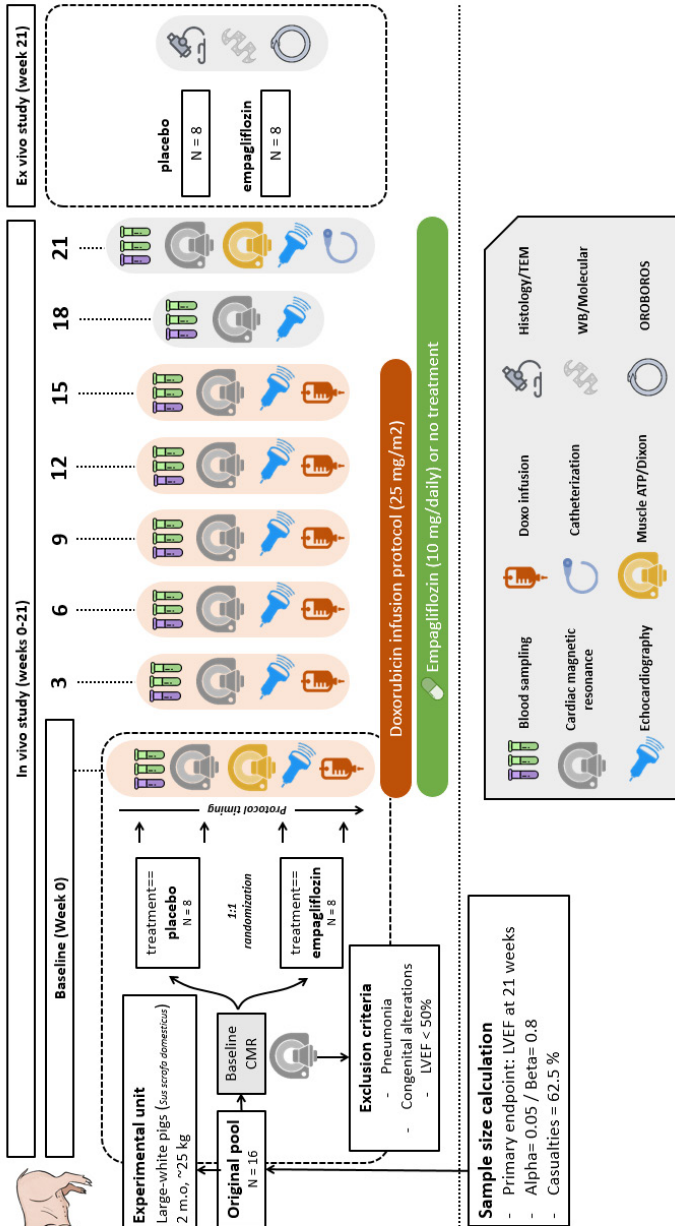 In vivo study (weeks 0-21)
Ex vivo study (week 21)
Baseline (Week 0)
3
6
9
12
15
18
21
Experimental unit
Large-white pigs (Sus scrofa domesticus)
2 m.o, ~25 kg
Original pool
N = 16
Baseline
CMR
treatment==
placebo
N = 8
1:1
randomization
treatment==
empagliflozin
N = 8
Protocol timing
Exclusion criteria
- Pneumonia
- Congenital alterations
- LVEF < 50%
placebo
N = 8
empagliflozin
N = 8
Doxorubicin infusion protocol (25 mg/m2)
Empagliflozin (10 mg/daily) or no treatment
Sample size calculation
- Primary endpoint: LVEF at 21 weeks
- Alpha= 0.05 / Beta= 0.8
- Casualties = 62.5 %
Blood sampling
Doxo infusion
Histology/TEM
Cardiac magnetic
resonance
Catheterization
WB/Molecular
Echocardiography
Muscle ATP/Dixon
OROBOROS